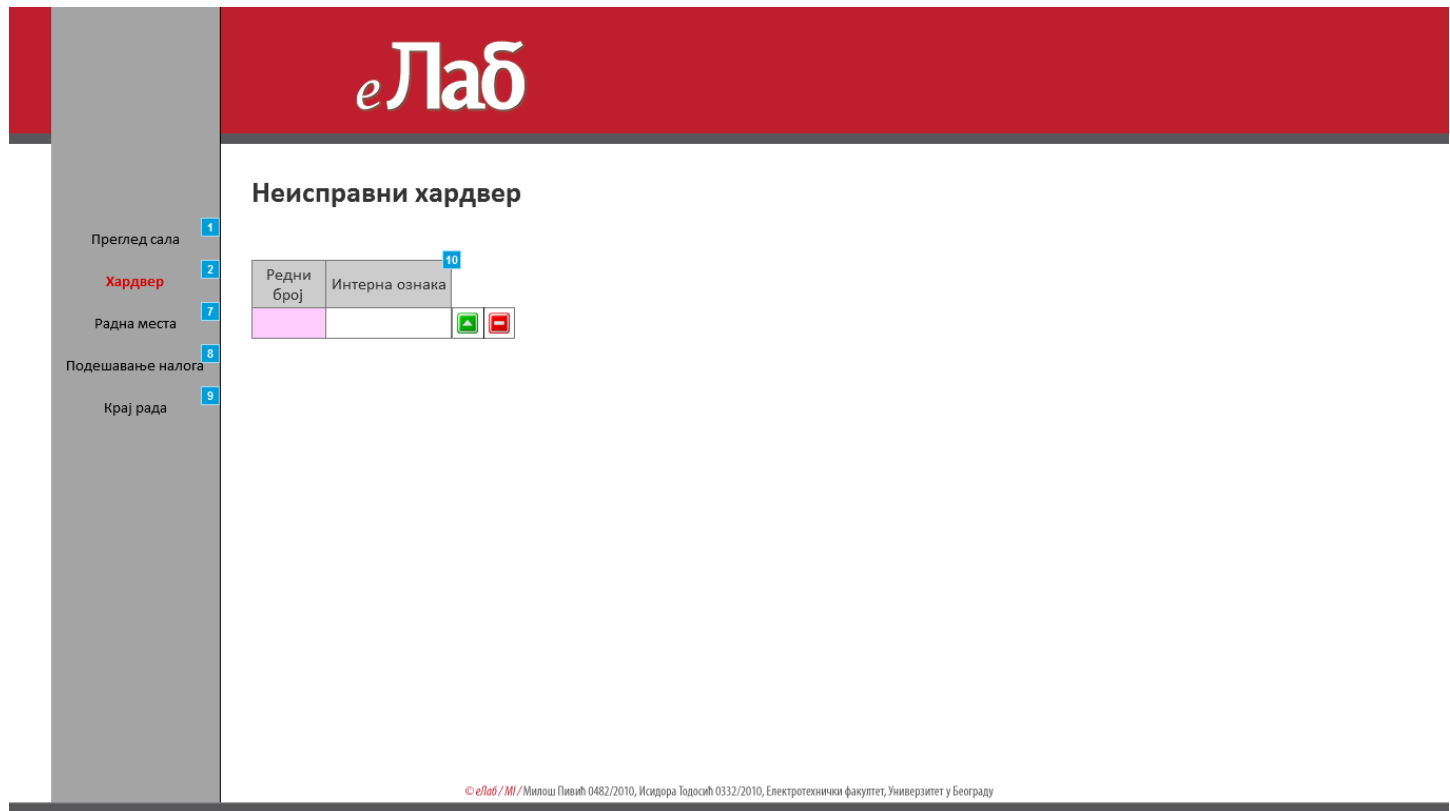 еЛаб
Неисправни хардвер
1
Преглед сала
2
Хардвер
7
Радна места
8
Подешавање налога
9
Крај рада
10
Редни број
Интерна ознака
© еЛаб / MI / Милош Пивић 0482/2010, Исидора Тодосић 0332/2010, Електротехнички факултет, Универзитет у Београду